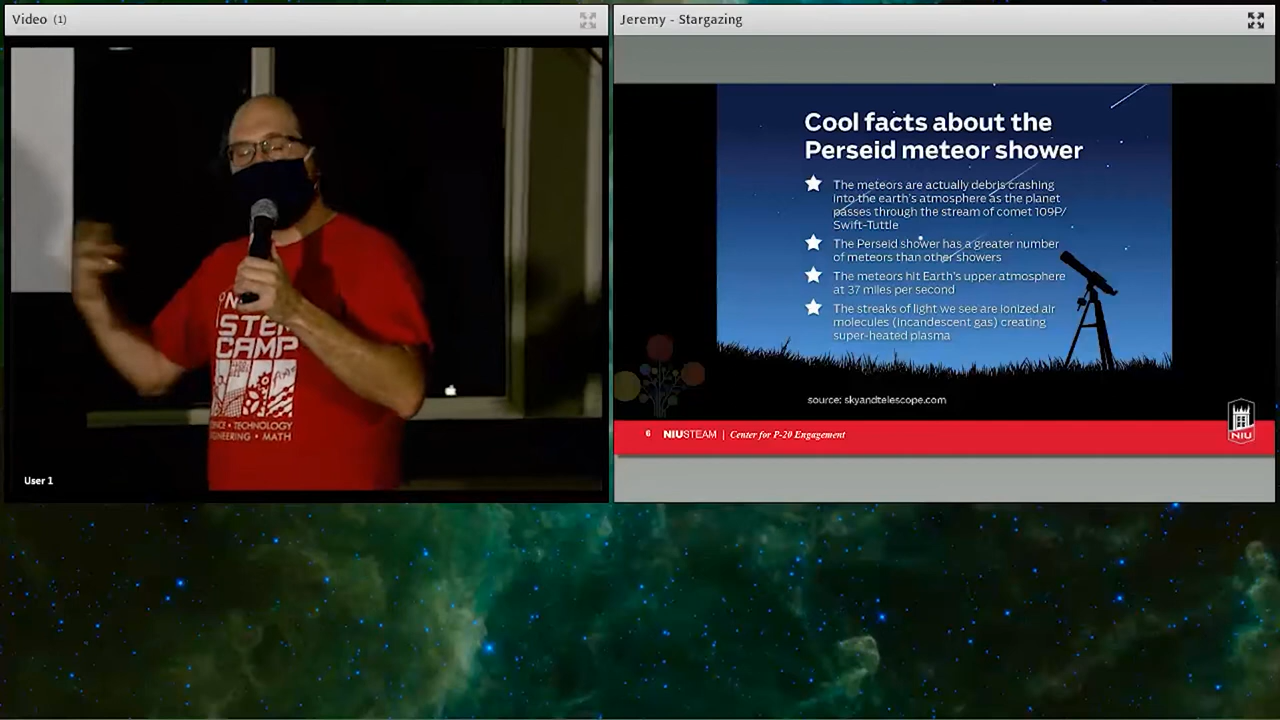 Video (1)
Jeremy - Stargazing
STEM
CAMP
TECHNOLOGY
MATH
User 1
Cool facts about the
Perseid meteor shower
The meteors are actually debris crashing
into the earth's atmosphere as the planet
passes through the stream of comet 109P/
Swift-Tuttle
The Perseid shower has a greater number
of meteors than other showers
The meteors hit Earth's upper atmosphere
at 37 miles per second
The streaks of light we see are ionized air
molecules (incandescent gas) creating
super-heated plasma
source: skyandtelescope.com
6 NIUSTEAM | Center for P-20 Engagement
NIU